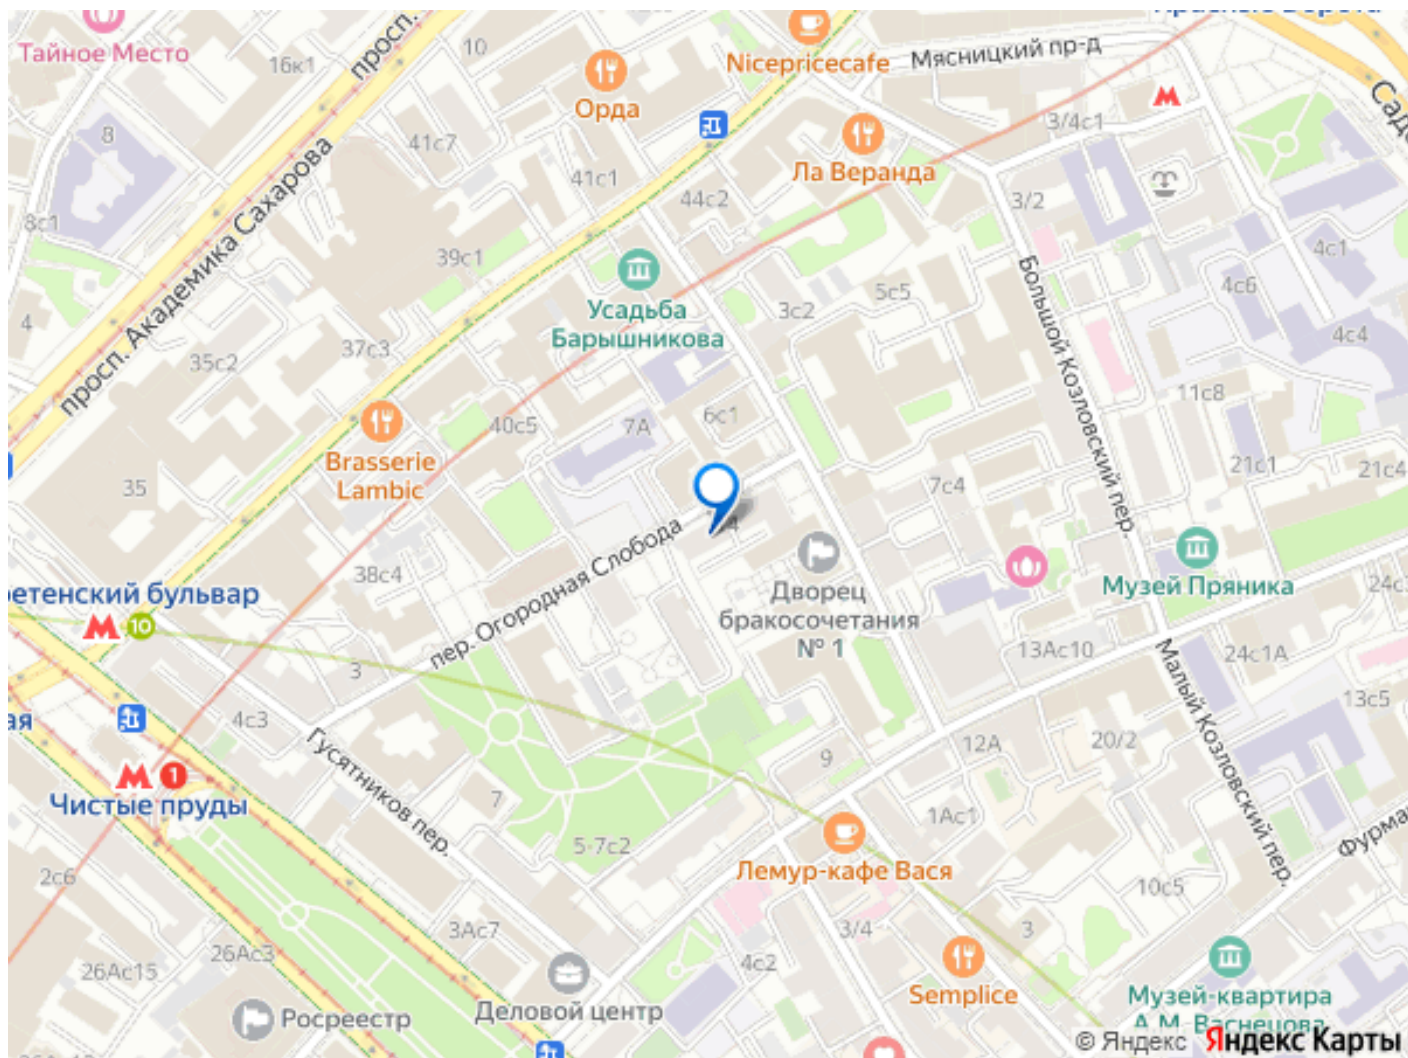 Тайное Место
просп.
10
16к1
8
просп. Академика Сахарова
Орда
Nicepricecafe
Мясницкий пр-д
3/4с1
Садо
41с7
41с1
44с2
Ла Веранда
3/2
8с1
4
39с1
37с3
35с2
Усадьба
Барышникова
3с2
5с5
Большой Козловский пер.
4с1
4с6
4с4
11с8
21с1
21с4
Brasserie
Lambic
40с5
7А
6с1
35
7с4
4
38с4
пер. Огородная Слобода
Дворец
бракосочетания
№ 1
Музей Пряника
ретенский бульвар
10
3
4с3
13Ас10
24с1А
13с5
Малый Козловский пер.
ая
1
Чистые пруды
Гусятников пер.
7
5-7с2
9
12А
20/2
1Ас1
Лемур-кафе Вася
Фурма
10с5
2с6
3Ас7
26Ас3
26Ас15
Росреестр
Деловой центр
4с2
3/4
3
Semplice
Музей-квартира
А.М. Васнецова
© Яндекс Яндекс Карты